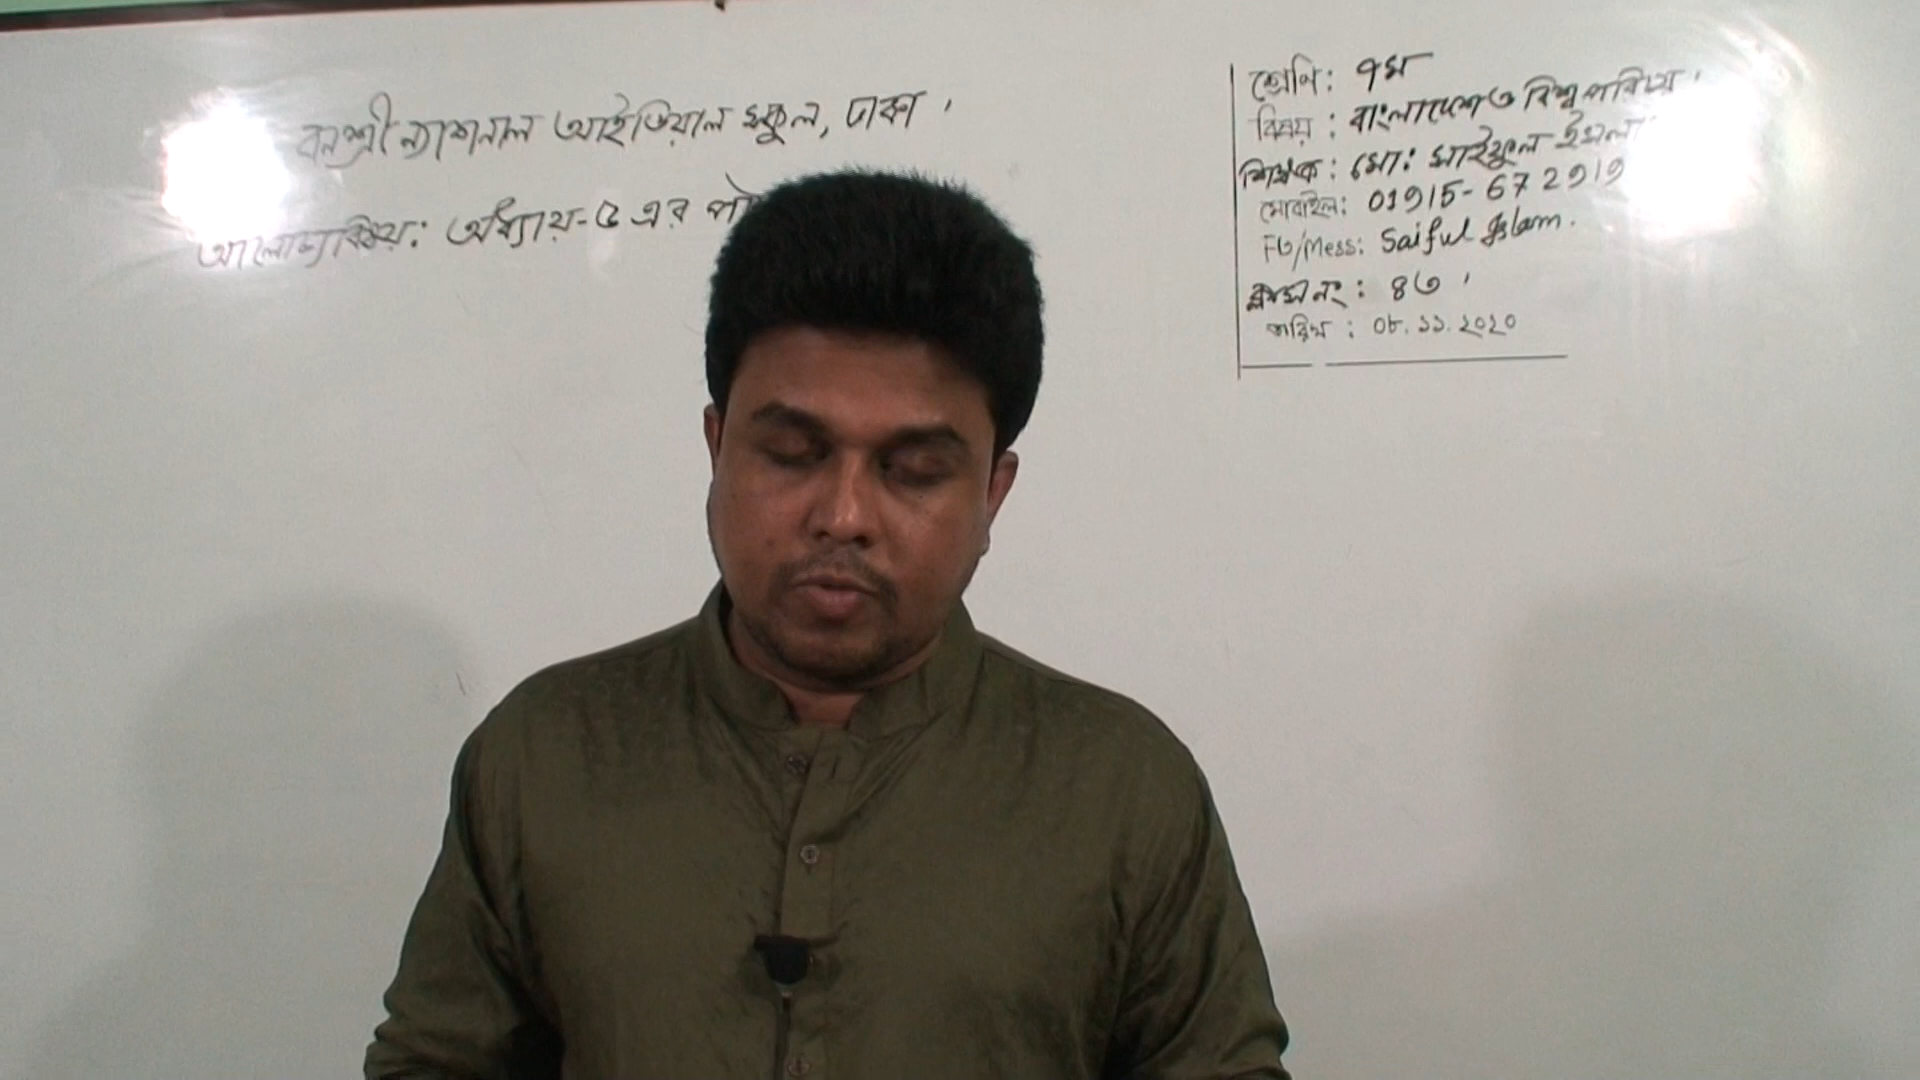 বনশ্রী ন্যাশনাল আইডিয়াল স্কুল, ঢাকা।
আলোচ্যবিষয়: অধ্যায়-৫ এর
শ্রেণি: ৭ম
বিষয়: বাংলাদেশ ও বিশ্বপরিচয়।
শিক্ষক: মো: সাইফুল ইসলাম
মোবাইল: 01915-672919
FB/Mess: Saiful Islam.
ক্লাস নং: ৪৩।
তারিখ: ০৮.১১.২০২০